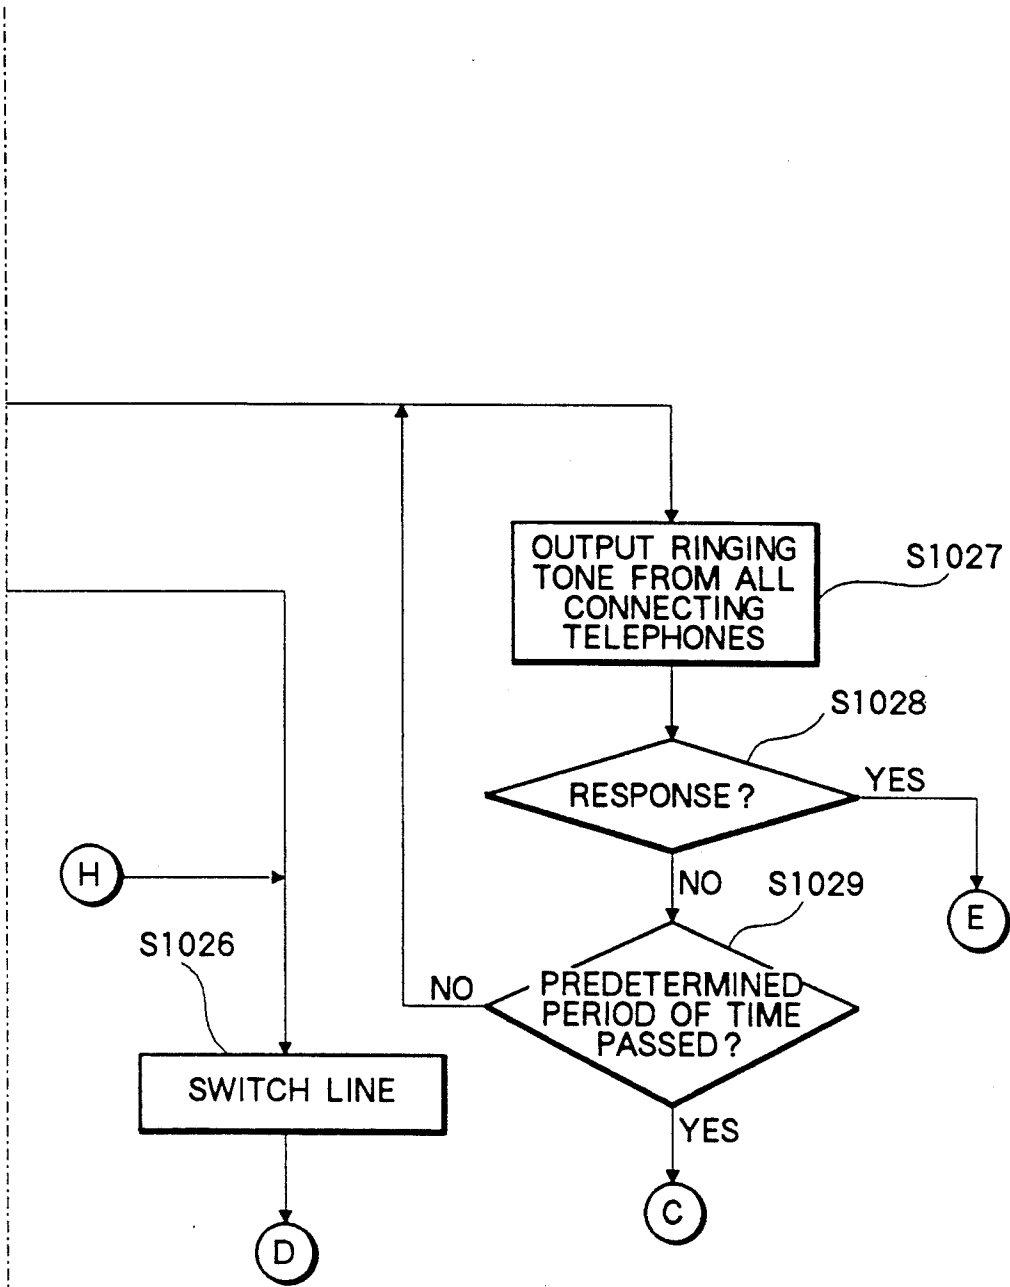 OUTPUT RINGING
TONE FROM ALL
CONNECTING
TELEPHONES
S1027
S1028
RESPONSE?
YES
H
NO
S1029
E
S1026
NO
PREDETERMINED
PERIOD OF TIME
PASSED?
SWITCH LINE
YES
C
D